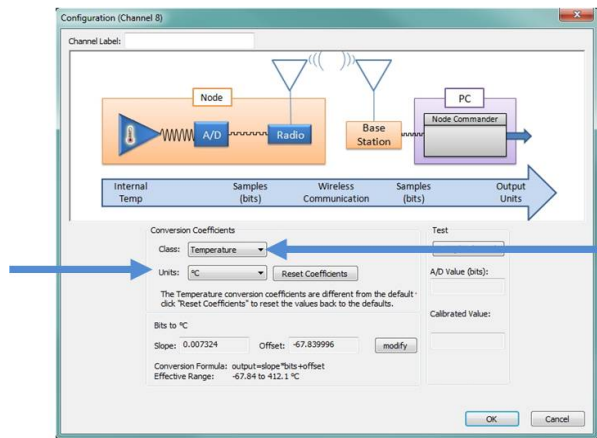 Configuration (Channel 8)
Channel Label:
Node
PC
Node Commander
A/D
Radio
Base
Station
Internal
Temp
Samples
(bits)
Wireless
Communication
Samples
(bits)
Output
Units
Conversion Coefficients
Test
Class: Temperature
Units: °C
Reset Coefficients
A/D Value (bits):
The Temperature conversion coefficients are different from the default
click "Reset Coefficients" to reset the values back to the defaults.
Calibrated Value:
Bits to °C
Slope: 0.007324 Offset: -67.839996 modify
Conversion Formula: output=slope*bits+offset
Effective Range: -67.84 to 412.1 °C
OK Cancel